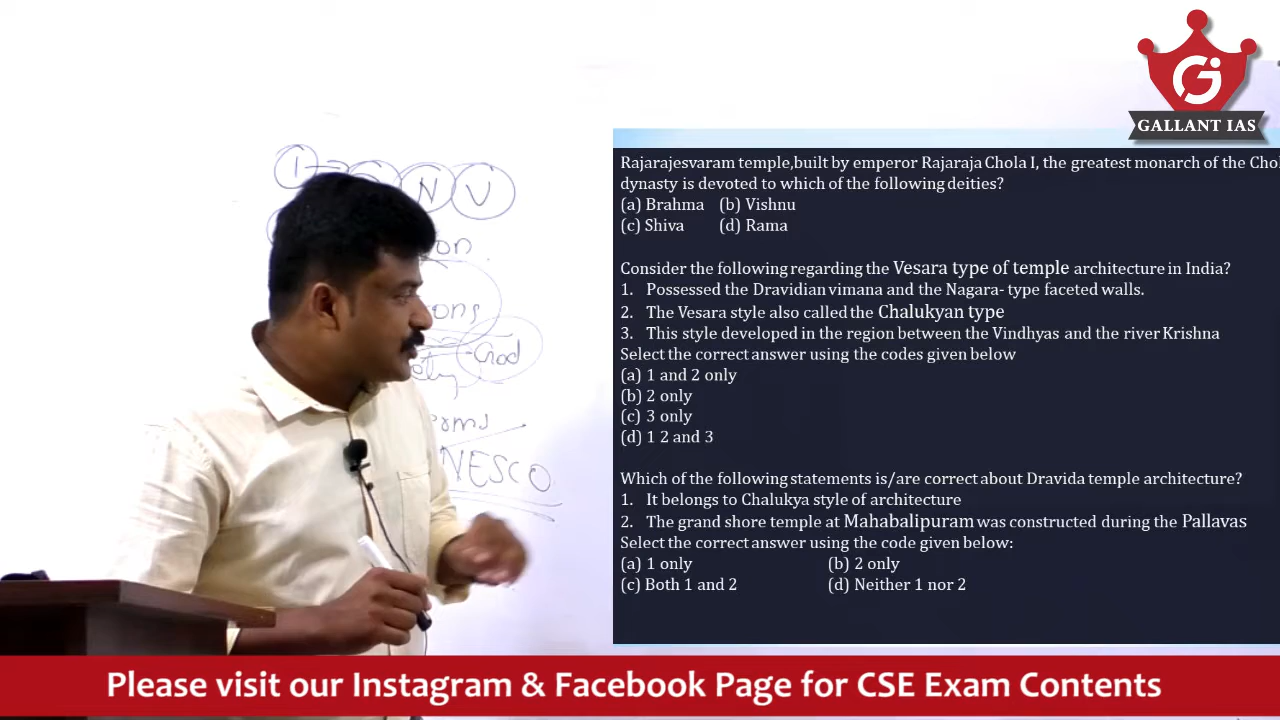 GALLANT IAS
I N V
on
ons
God
erms
NESCO
Rajarajesvaram temple,built by emperor Rajaraja Chola I, the greatest monarch of the Chol
dynasty is devoted to which of the following deities?
(a) Brahma (b) Vishnu
(c) Shiva (d) Rama
Consider the following regarding the Vesara type of temple architecture in India?
1. Possessed the Dravidian vimana and the Nagara- type faceted walls.
2. The Vesara style also called the Chalukyan type
3. This style developed in the region between the Vindhyas and the river Krishna
Select the correct answer using the codes given below
(a) 1 and 2 only
(b) 2 only
(c) 3 only
(d) 1 2 and 3
Which of the following statements is/are correct about Dravida temple architecture?
1. It belongs to Chalukya style of architecture
2. The grand shore temple at Mahabalipuram was constructed during the Pallavas
Select the correct answer using the code given below:
(a) 1 only (b) 2 only
(c) Both 1 and 2 (d) Neither 1 nor 2
Please visit our Instagram & Facebook Page for CSE Exam Contents